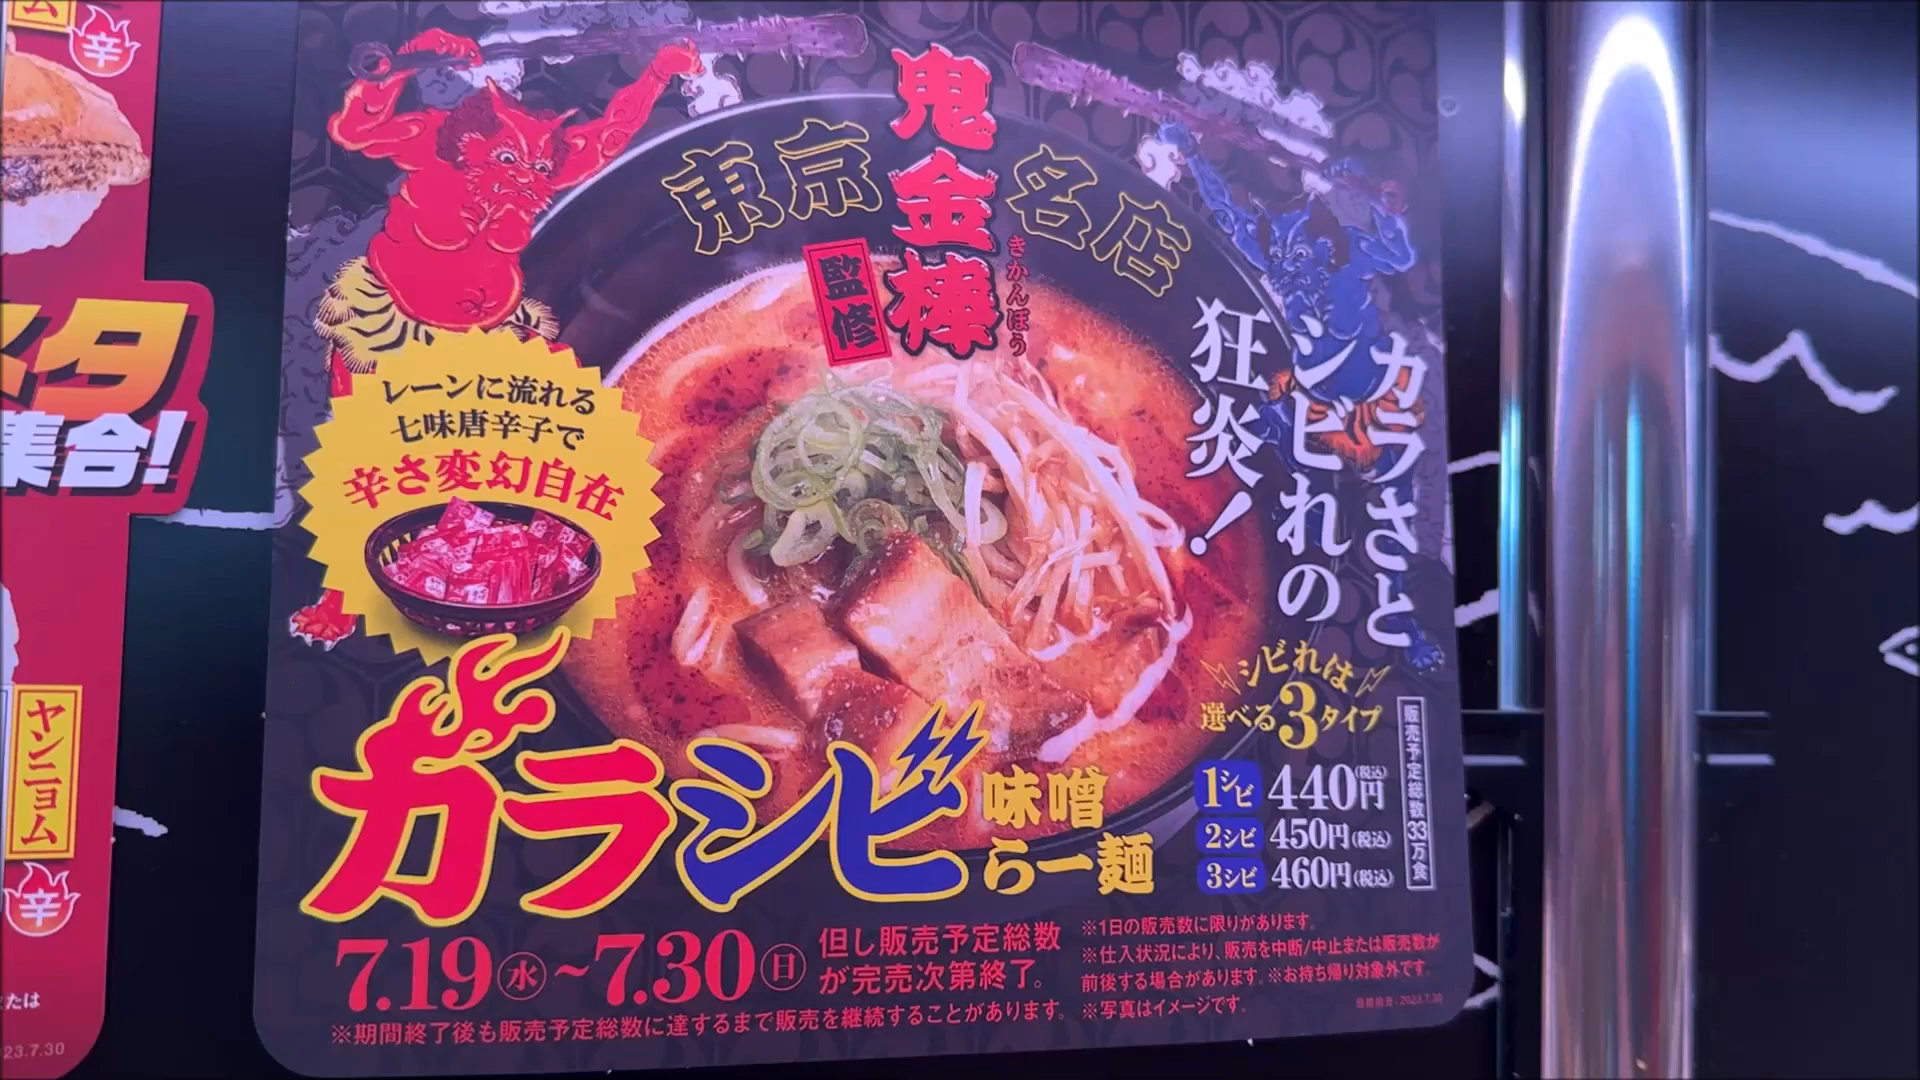 辛
スタ
集合!
ヤンニョム
辛
または
23.7.30
東京
鬼金棒
きかんぼう
名店
監修
カラさと
シビれの
狂炎!
レーンに流れる
七味唐辛子で
辛さ変幻自在
カラシビ
味噌
らー麺
シビれは
選べる3タイプ
1シビ 440円(税込)
2シビ 450円(税込)
3シビ 460円(税込)
販売予定総数33万食
7.19(水)~7.30(日)
但し販売予定総数
が完売次第終了。
※期間終了後も販売予定総数に達するまで販売を継続することがあります。
※1日の販売数に限りがあります。
※仕入状況により、販売を中断/中止または販売数が
前後する場合があります。※お持ち帰り対象外です。
※写真はイメージです。
2023.7.30